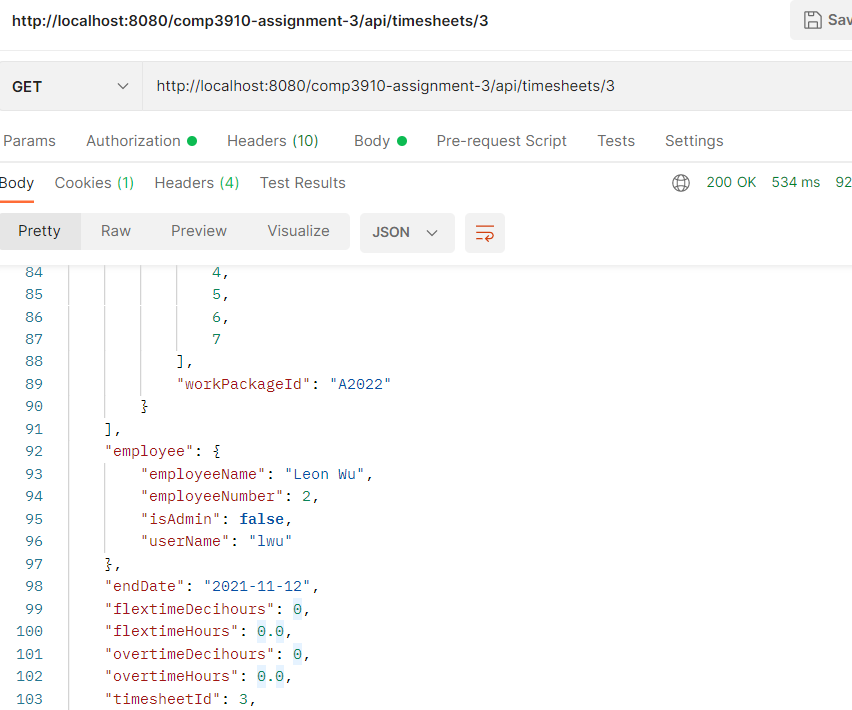 http://localhost:8080/comp3910-assignment-3/api/timesheets/3
GET http://localhost:8080/comp3910-assignment-3/api/timesheets/3
Params Authorization Headers (10) Body Pre-request Script Tests Settings
Body Cookies (1) Headers (4) Test Results 200 OK 534 ms 92
Pretty Raw Preview Visualize JSON
84 4,
85 5,
86 6,
87 7
88 ],
89 "workPackageId": "A2022"
90 }
91 ],
92 "employee": {
93 "employeeName": "Leon Wu",
94 "employeeNumber": 2,
95 "isAdmin": false,
96 "userName": "lwu"
97 },
98 "endDate": "2021-11-12",
99 "flextimeDecihours": 0,
100 "flextimeHours": 0.0,
101 "overtimeDecihours": 0,
102 "overtimeHours": 0.0,
103 "timesheetId": 3,